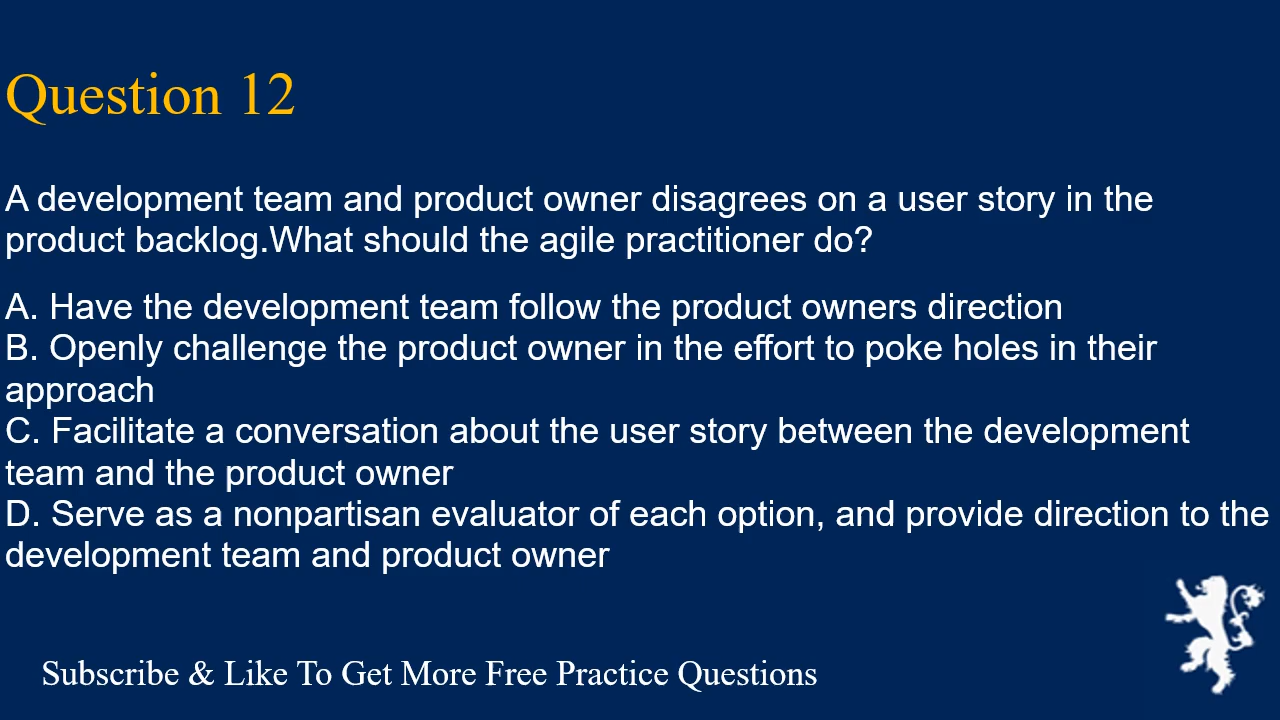 Question 12
A development team and product owner disagrees on a user story in the
product backlog.What should the agile practitioner do?
A. Have the development team follow the product owners direction
B. Openly challenge the product owner in the effort to poke holes in their
approach
C. Facilitate a conversation about the user story between the development
team and the product owner
D. Serve as a nonpartisan evaluator of each option, and provide direction to the
development team and product owner
Subscribe & Like To Get More Free Practice Questions